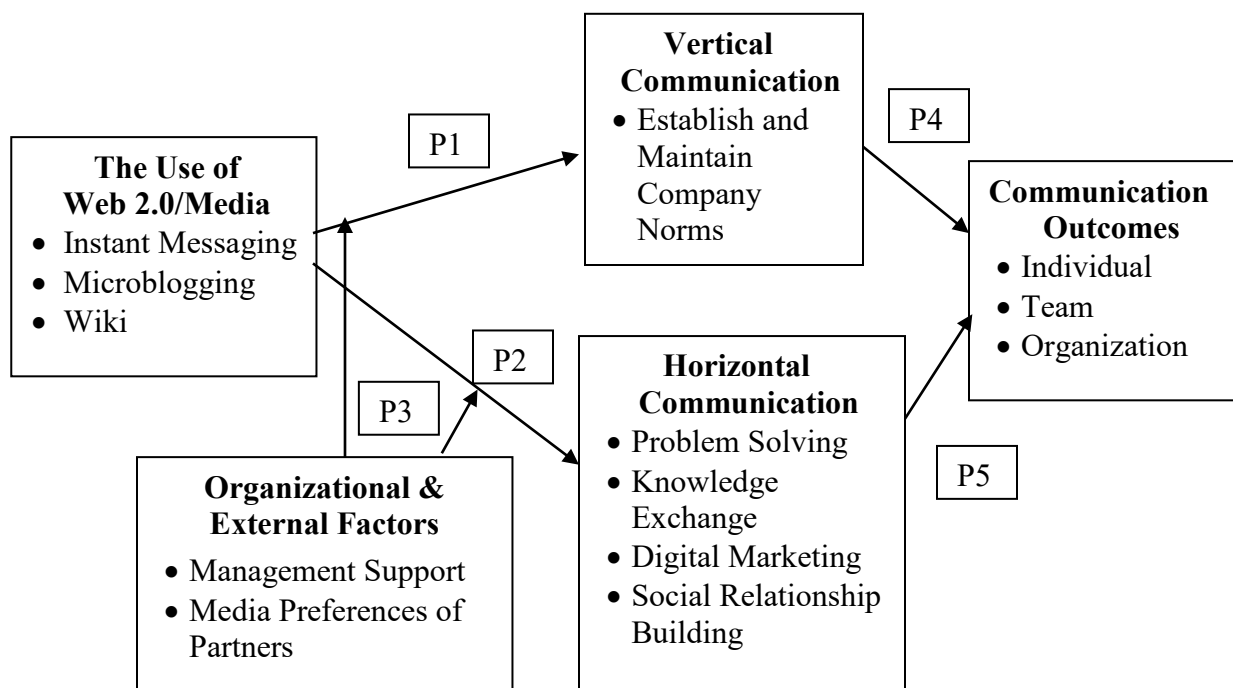 The Use of
Web 2.0/Media
• Instant Messaging
• Microblogging
• Wiki
P1
Vertical
Communication
• Establish and
Maintain
Company
Norms
P4
Communication
Outcomes
• Individual
• Team
• Organization
P2
P3
Organizational &
External Factors
• Management Support
• Media Preferences of
Partners
Horizontal
Communication
• Problem Solving
• Knowledge
Exchange
• Digital Marketing
• Social Relationship
Building
P5